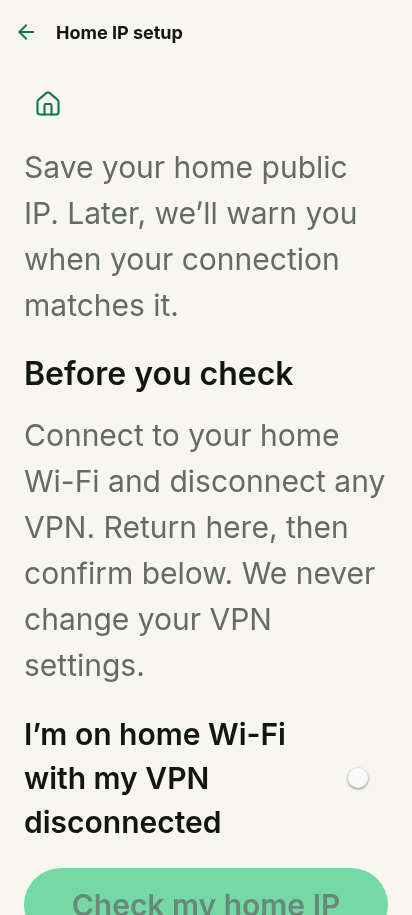 Home IP setup
Save your home public
IP. Later, we’ll warn you
when your connection
matches it.
Before you check
Connect to your home
Wi-Fi and disconnect any
VPN. Return here, then
confirm below. We never
change your VPN
settings.
I’m on home Wi-Fi
with my VPN
disconnected
Check my home IP